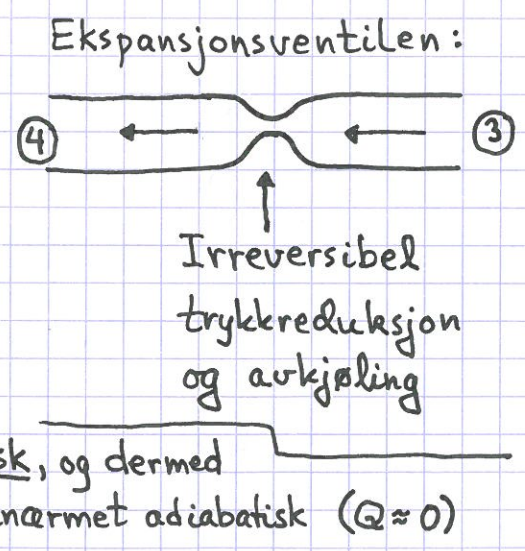 Ekspansjonsventilen:
④ ③
Irreversibel
trykkreduksjon
og avkjøling
sk, og dermed
nærmet adiabatisk (Q≈0)